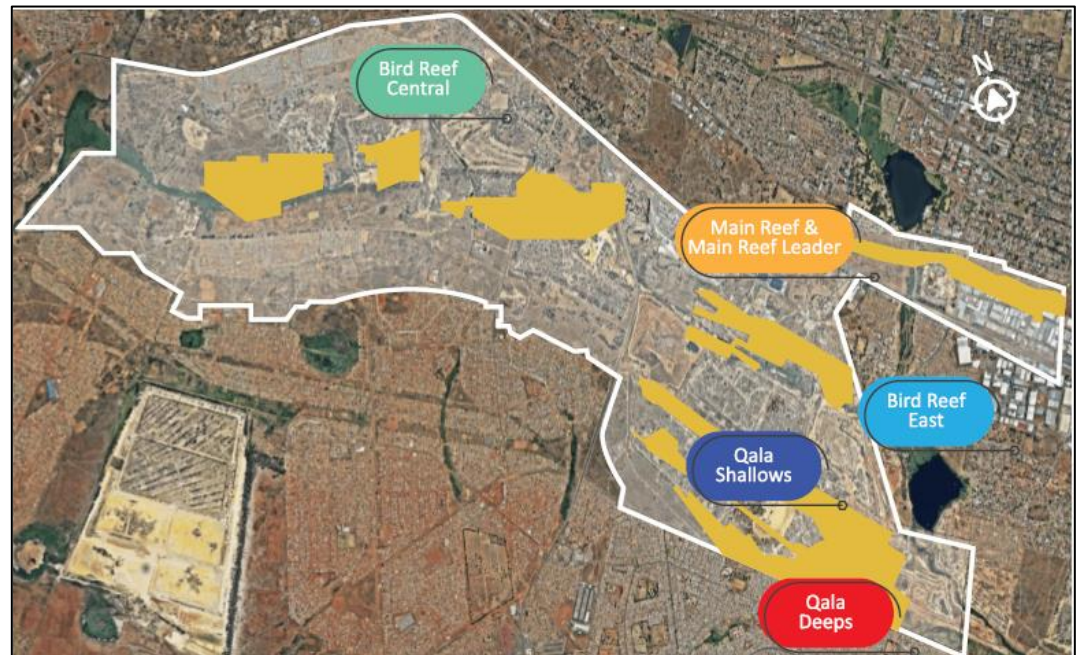 Bird Reef
Central
N
Main Reef &
Main Reef Leader
Bird Reef
East
Qala
Shallows
Qala
Deeps